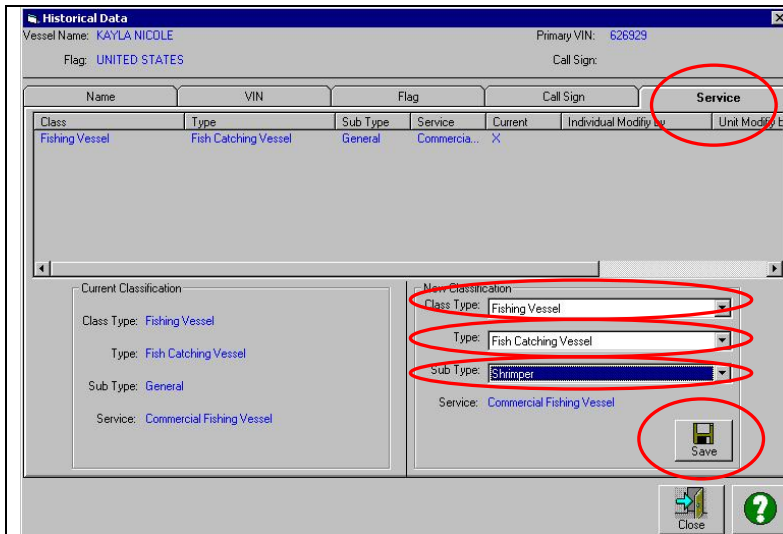 Historical Data
Vessel Name: KAYLA NICOLE Primary VIN: 626929
Flag: UNITED STATES Call Sign:
Name VIN Flag Call Sign Service
Class Type Sub Type Service Current Individual Modifiy by Unit Modifiy b
Fishing Vessel Fish Catching Vessel General Commercia... X
Current Classification New Classification
Class Type: Fishing Vessel Class Type: Fishing Vessel
Type: Fish Catching Vessel Type: Fish Catching Vessel
Sub Type: General Sub Type: Shrimper
Service: Commercial Fishing Vessel Service: Commercial Fishing Vessel
Save
Close ?